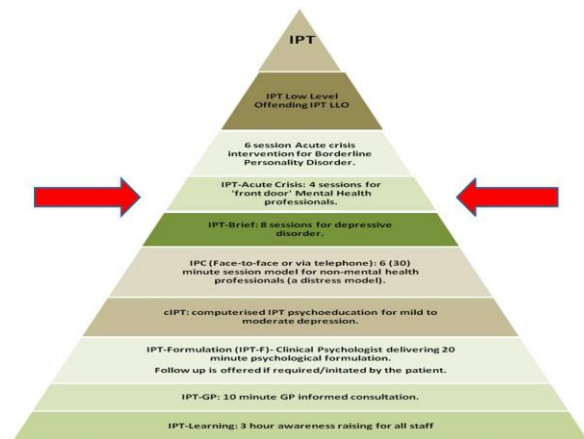 IPT
IPT Low Level
Offending IPT LLO
6 session Acute crisis
intervention for Borderline
Personality Disorder.
IPT-Acute Crisis: 4 sessions for
'front door' Mental Health
professionals.
IPT-Brief: 8 sessions for depressive
disorder.
IPC (Face-to-face or via telephone): 6 (30)
minute session model for non-mental health
professionals (a distress model).
cIPT: computerised IPT psychoeducation for mild to
moderate depression.
IPT-Formulation (IPT-F)- Clinical Psychologist delivering 20
minute psychological formulation.
Follow up is offered if required/initated by the patient.
IPT-GP: 10 minute GP informed consultation.
IPT-Learning: 3 hour awareness raising for all staff